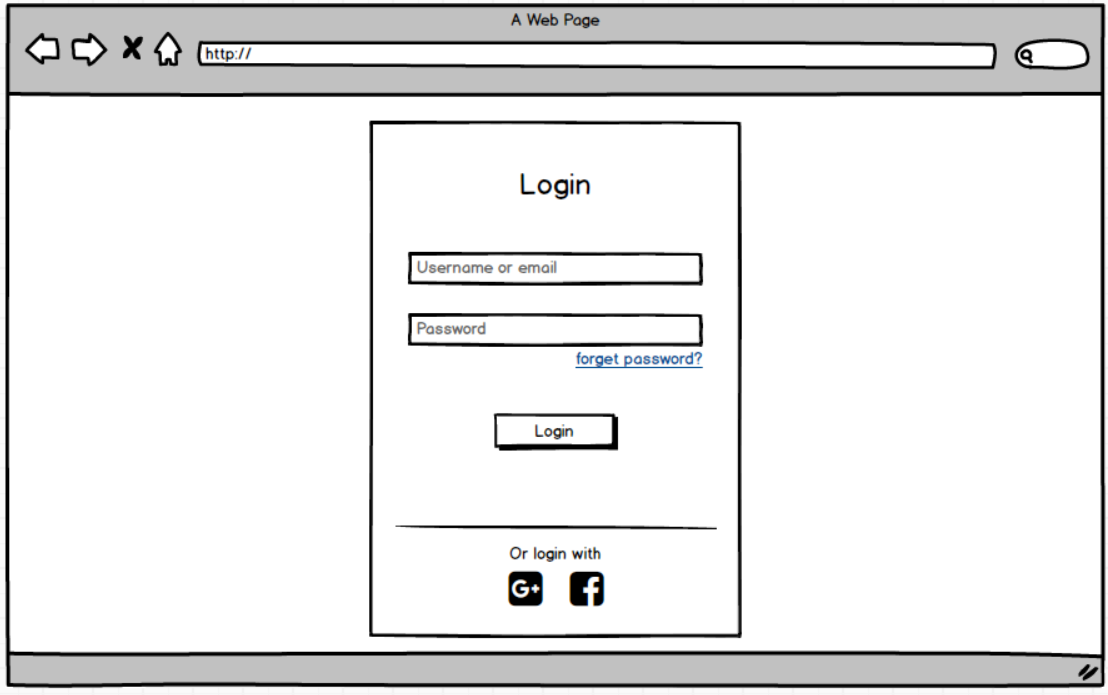 A Web Page
http://
Login
Username or email
Password
forget password?
Login
Or login with
G+ f